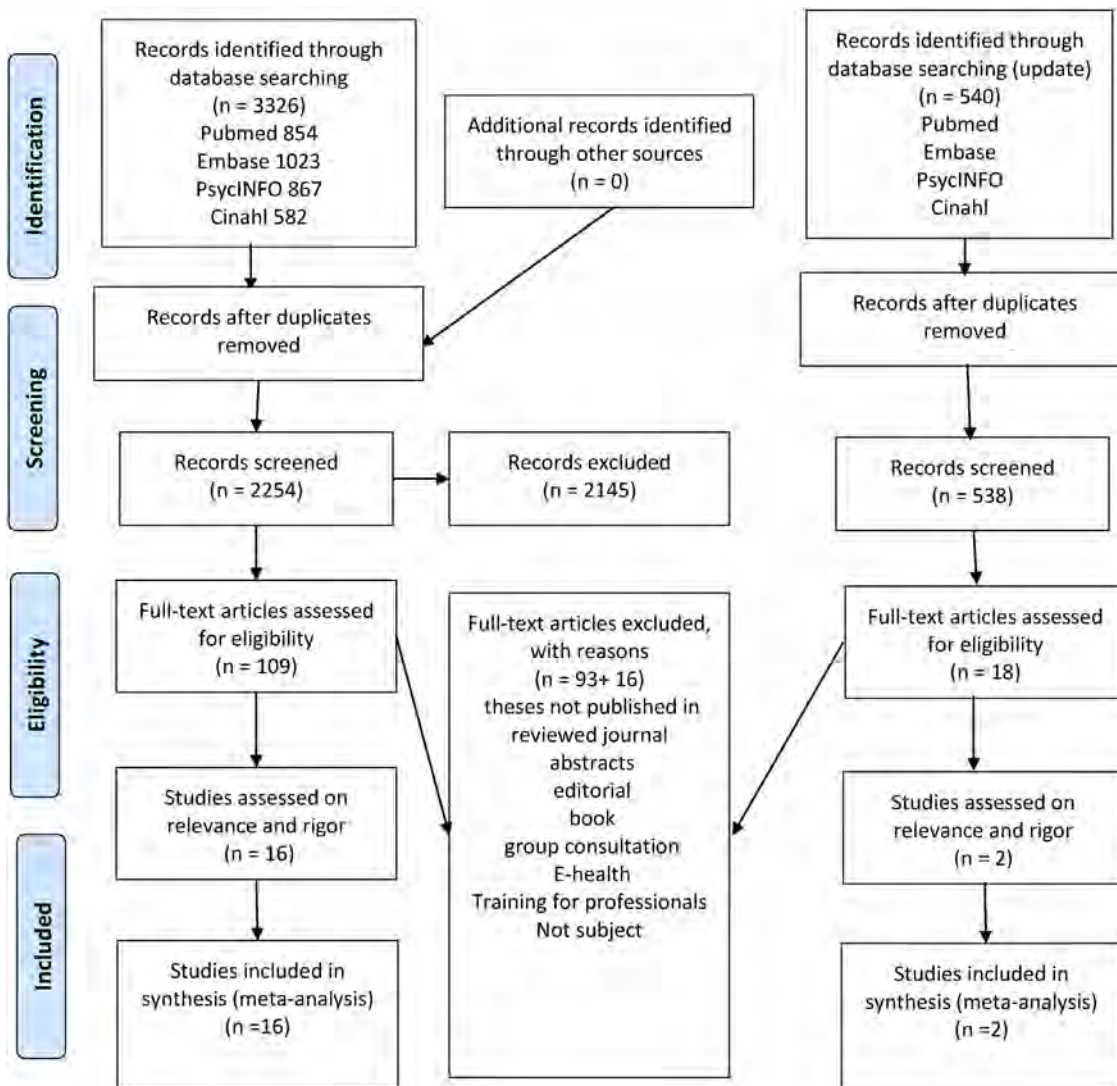 Identification
Records identified through
database searching
(n = 3326)
Pubmed 854
Embase 1023
PsycINFO 867
Cinahl 582
Additional records identified
through other sources
(n = 0)
Records identified through
database searching (update)
(n = 540)
Pubmed
Embase
PsycINFO
Cinahl
Screening
Records after duplicates
removed
Records after duplicates
removed
Records screened
(n = 2254)
Records excluded
(n = 2145)
Records screened
(n = 538)
Eligibility
Full-text articles assessed
for eligibility
(n = 109)
Full-text articles excluded,
with reasons
(n = 93+ 16)
theses not published in
reviewed journal
abstracts
editorial
book
group consultation
E-health
Training for professionals
Not subject
Full-text articles assessed
for eligibility
(n = 18)
Studies assessed on
relevance and rigor
(n = 16)
Studies assessed on
relevance and rigor
(n = 2)
Included
Studies included in
synthesis (meta-analysis)
(n =16)
Studies included in
synthesis (meta-analysis)
(n =2)